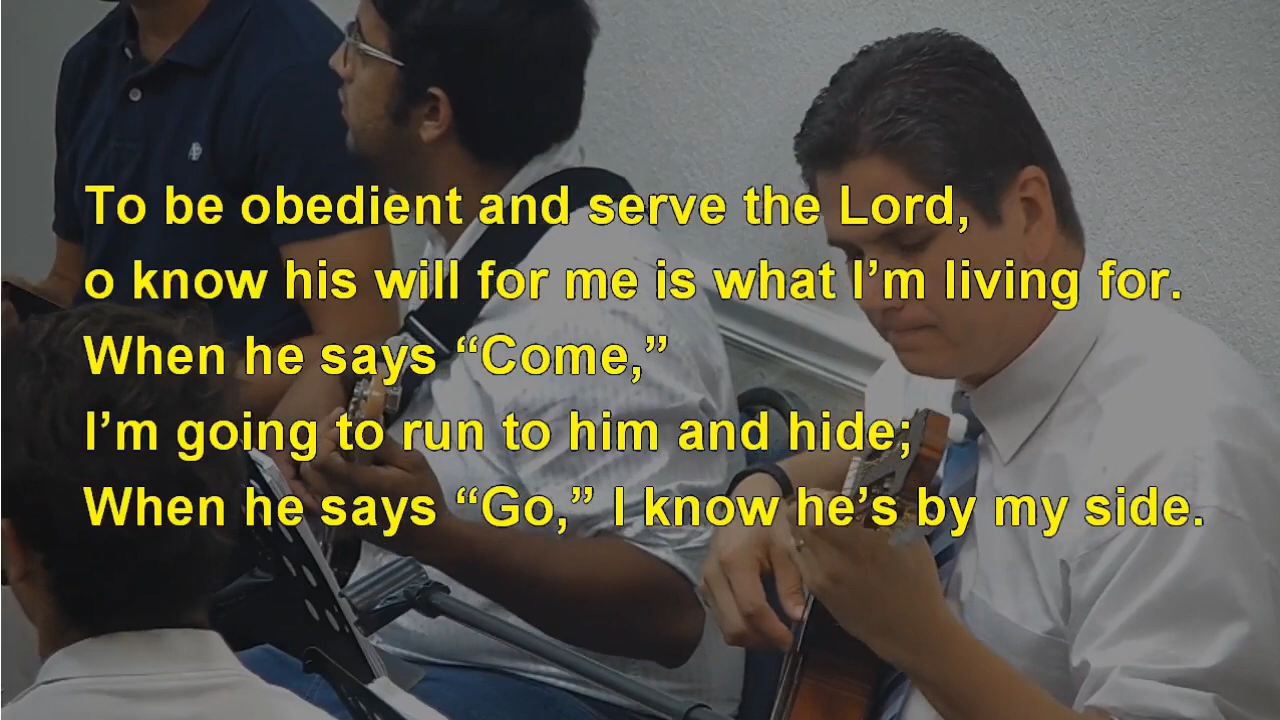 To be obedient and serve the Lord,
o know his will for me is what I’m living for.
When he says “Come,”
I’m going to run to him and hide;
When he says “Go,” I know he’s by my side.